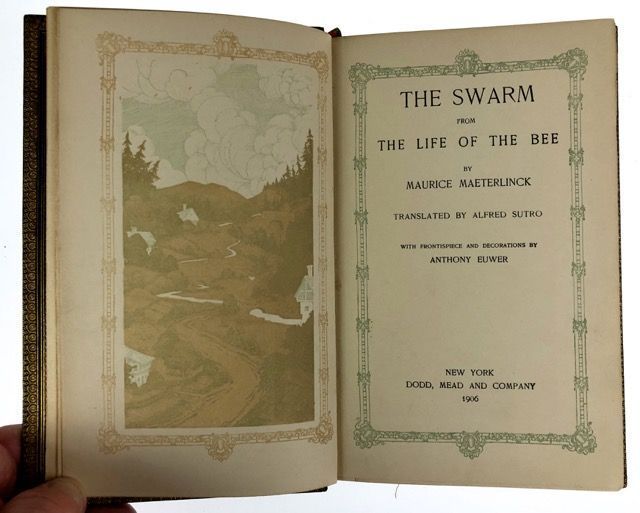 THE SWARM
FROM
THE LIFE OF THE BEE
BY
MAURICE MAETERLINCK
TRANSLATED BY ALFRED SUTRO
WITH FRONTISPIECE AND DECORATIONS BY
ANTHONY EUWER
NEW YORK
DODD, MEAD AND COMPANY
1906